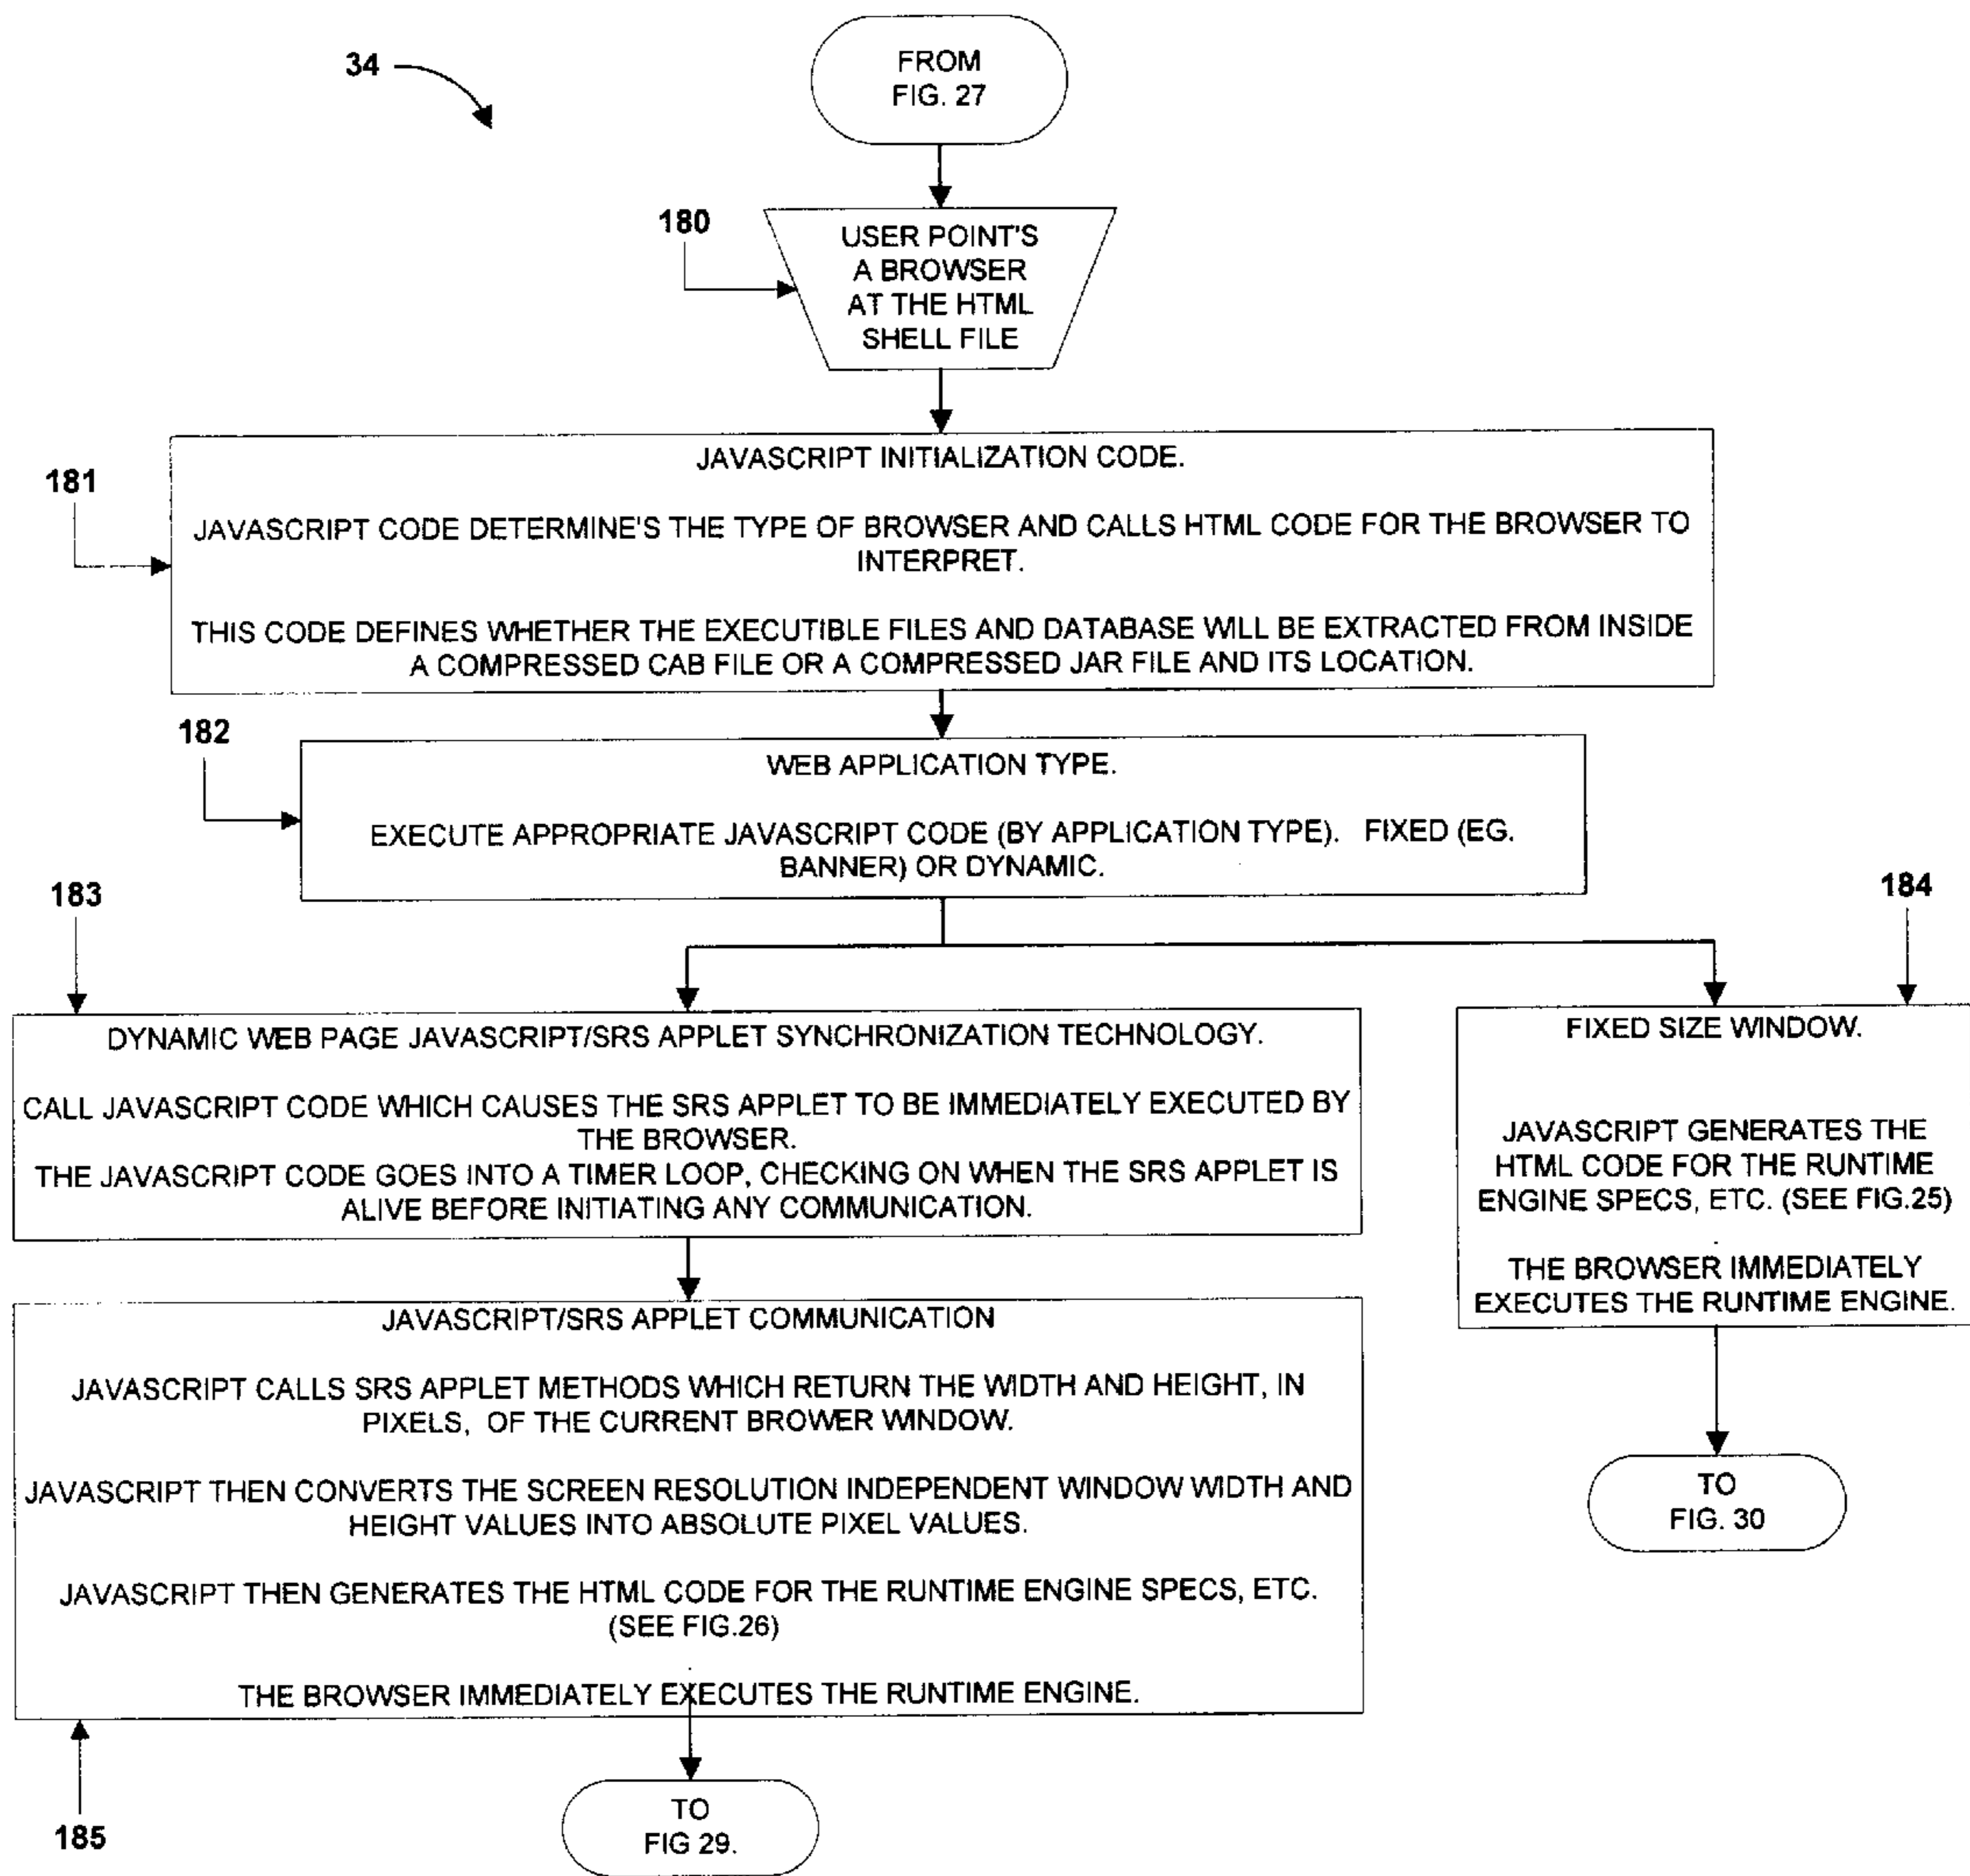 34
FROM
FIG. 27
180
USER POINT'S
A BROWSER
AT THE HTML
SHELL FILE
181
JAVASCRIPT INITIALIZATION CODE.
JAVASCRIPT CODE DETERMINE'S THE TYPE OF BROWSER AND CALLS HTML CODE FOR THE BROWSER TO
INTERPRET.
THIS CODE DEFINES WHETHER THE EXECUTIBLE FILES AND DATABASE WILL BE EXTRACTED FROM INSIDE
A COMPRESSED CAB FILE OR A COMPRESSED JAR FILE AND ITS LOCATION.
182
WEB APPLICATION TYPE.
EXECUTE APPROPRIATE JAVASCRIPT CODE (BY APPLICATION TYPE). FIXED (EG.
BANNER) OR DYNAMIC.
183
DYNAMIC WEB PAGE JAVASCRIPT/SRS APPLET SYNCHRONIZATION TECHNOLOGY.
CALL JAVASCRIPT CODE WHICH CAUSES THE SRS APPLET TO BE IMMEDIATELY EXECUTED BY
THE BROWSER.
THE JAVASCRIPT CODE GOES INTO A TIMER LOOP, CHECKING ON WHEN THE SRS APPLET IS
ALIVE BEFORE INITIATING ANY COMMUNICATION.
184
FIXED SIZE WINDOW.
JAVASCRIPT GENERATES THE
HTML CODE FOR THE RUNTIME
ENGINE SPECS, ETC. (SEE FIG.25)
THE BROWSER IMMEDIATELY
EXECUTES THE RUNTIME ENGINE.
TO
FIG. 30
JAVASCRIPT/SRS APPLET COMMUNICATION
JAVASCRIPT CALLS SRS APPLET METHODS WHICH RETURN THE WIDTH AND HEIGHT, IN
PIXELS, OF THE CURRENT BROWER WINDOW.
JAVASCRIPT THEN CONVERTS THE SCREEN RESOLUTION INDEPENDENT WINDOW WIDTH AND
HEIGHT VALUES INTO ABSOLUTE PIXEL VALUES.
JAVASCRIPT THEN GENERATES THE HTML CODE FOR THE RUNTIME ENGINE SPECS, ETC.
(SEE FIG.26)
THE BROWSER IMMEDIATELY EXECUTES THE RUNTIME ENGINE.
185
TO
FIG 29.